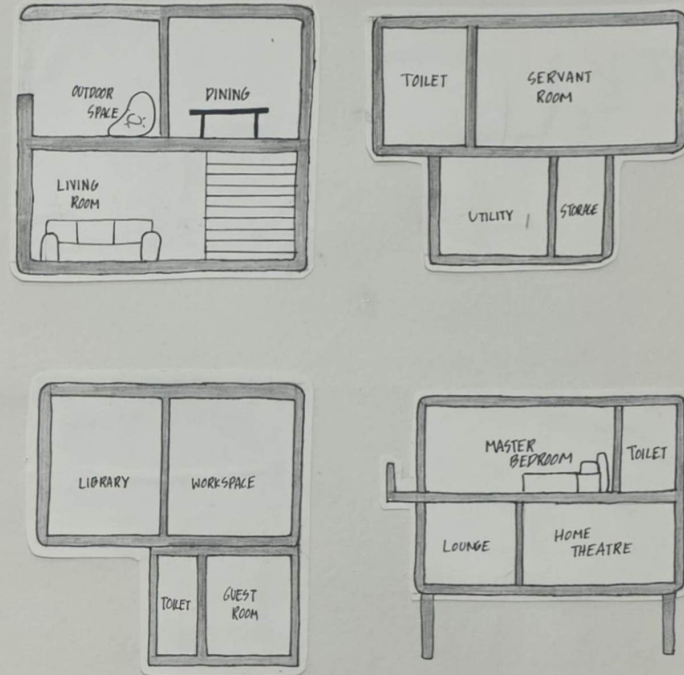 OUTDOOR
SPACE
DINING
LIVING
ROOM
TOILET
SERVANT
ROOM
UTILITY
STORAGE
LIBRARY
WORKSPACE
TOILET
GUEST
ROOM
MASTER
BEDROOM
TOILET
LOUNGE
HOME
THEATRE